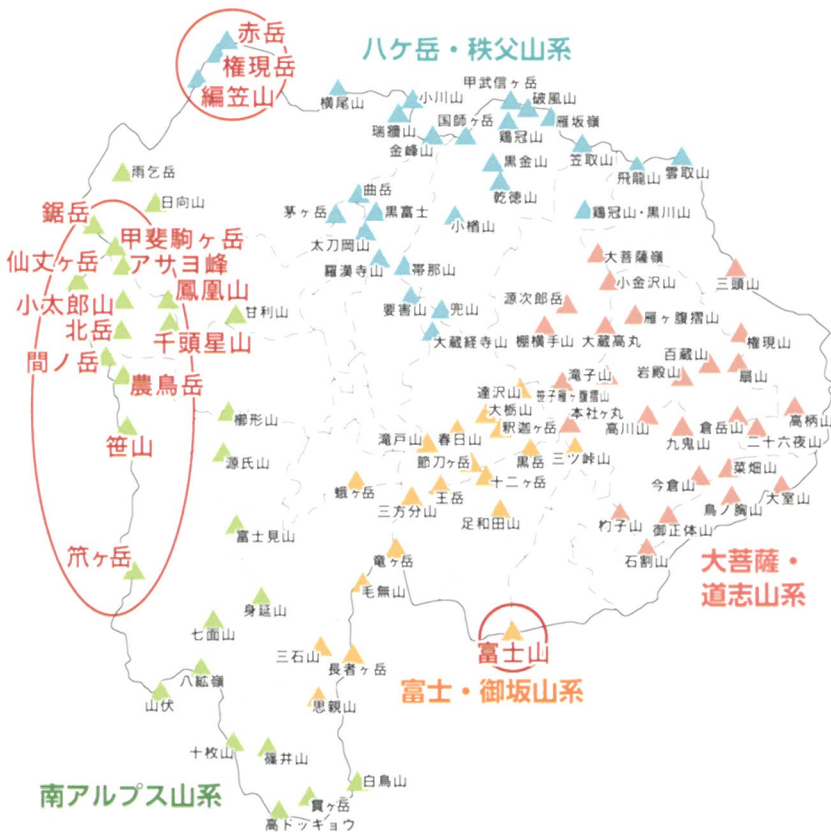 赤岳
権現岳
編笠山
八ケ岳・秩父山系
横尾山
小川山
瑞牆山
金峰山
国師ヶ岳
甲武信ヶ岳
破風山
雁坂嶺
鶏冠山
笠取山
飛龍山
雲取山
黒金山
乾徳山
雨乞岳
日向山
曲岳
茅ヶ岳
黒富士
太刀岡山
小楢山
鶏冠山・黒川山
羅漢寺山
帯那山
要害山
兜山
大蔵経寺山
鋸岳
甲斐駒ヶ岳
仙丈ヶ岳
アサヨ峰
小太郎山
鳳凰山
北岳
千頭星山
間ノ岳
農鳥岳
笹山
笊ヶ岳
甘利山
櫛形山
源氏山
富士見山
身延山
七面山
八紘嶺
山伏
十枚山
篠井山
貫ヶ岳
高ドッキョウ
白鳥山
南アルプス山系
大菩薩嶺
小金沢山
三頭山
源次郎岳
棚横手山
大蔵高丸
雁ヶ腹摺山
権現山
百蔵山
扇山
岩殿山
滝子山
笹子雁ヶ腹摺山
本社ヶ丸
高川山
九鬼山
倉岳山
高柄山
二十六夜山
三ツ峠山
今倉山
菜畑山
大室山
鳥ノ胸山
杓子山
御正体山
石割山
大菩薩・
道志山系
達沢山
大栃山
釈迦ヶ岳
滝戸山
春日山
節刀ヶ岳
黒岳
十二ヶ岳
蛾ヶ岳
三方分山
王岳
足和田山
竜ヶ岳
毛無山
三石山
長者ヶ岳
思親山
富士山
富士・御坂山系